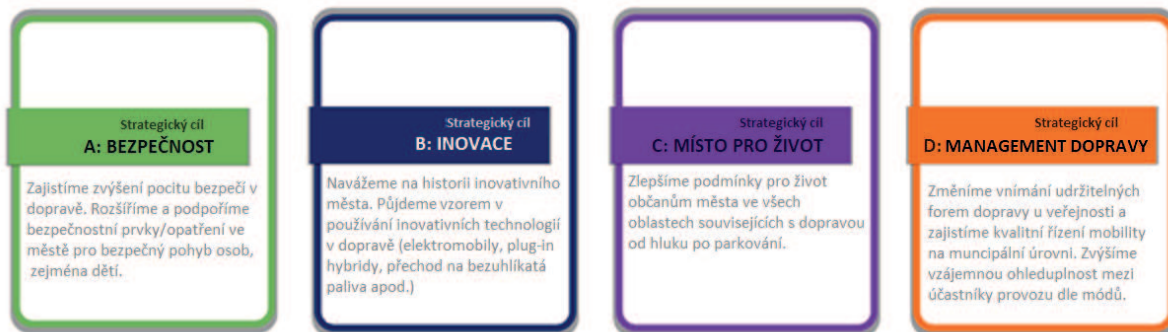 Strategický cíl
A: BEZPEČNOST
Zajistíme zvýšení pocitu bezpečí v
dopravě. Rozšíříme a podpoříme
bezpečnostní prvky/opatření ve
městě pro bezpečný pohyb osob,
zejména dětí.
Strategický cíl
B: INOVACE
Navážeme na historii inovativního
města. Půjdeme vzorem v
používání inovativních technologií
v dopravě (elektromobily, plug-in
hybridy, přechod na bezuhlíkatá
paliva apod.)
Strategický cíl
C: MÍSTO PRO ŽIVOT
Zlepšíme podmínky pro život
občanům města ve všech
oblastech souvisejících s dopravou
od hluku po parkování.
Strategický cíl
D: MANAGEMENT DOPRAVY
Změníme vnímání udržitelných
forem dopravy u veřejnosti a
zajistíme kvalitní řízení mobility
na muncipální úrovni. Zvýšíme
vzájemnou ohleduplnost mezi
účastníky provozu dle módů.